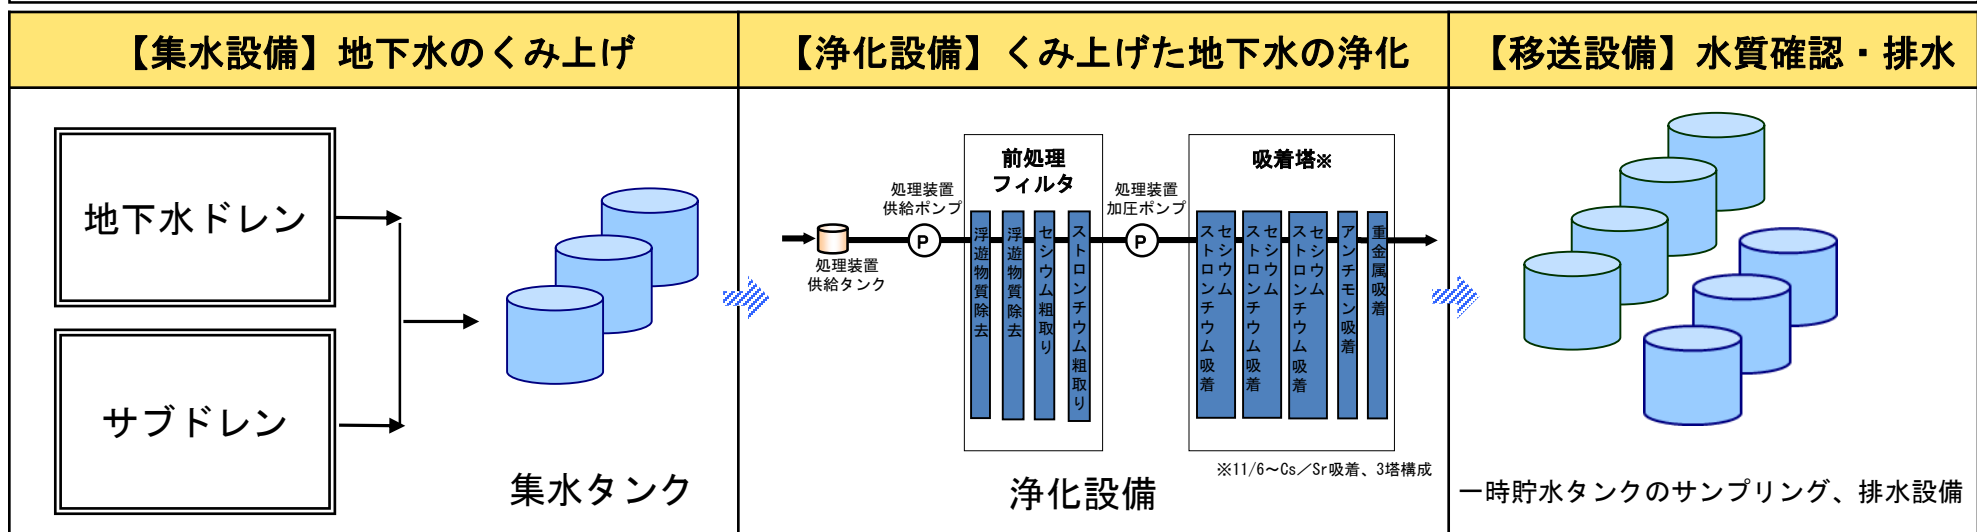 【集水設備】地下水のくみ上げ
【浄化設備】くみ上げた地下水の浄化
【移送設備】水質確認・排水
地下水ドレン
サブドレン
集水タンク
処理装置
供給タンク
処理装置
供給ポンプ
P
前処理
フィルタ
浮遊物質除去
浮遊物質除去
セシウム粗取り
ストロンチウム粗取り
処理装置
加圧ポンプ
P
吸着塔※
セシウム
ストロンチウム吸着
セシウム
ストロンチウム吸着
セシウム
ストロンチウム吸着
アンチモン吸着
重金属吸着
※11/6～Cs／Sr吸着、3塔構成
浄化設備
一時貯水タンクのサンプリング、排水設備